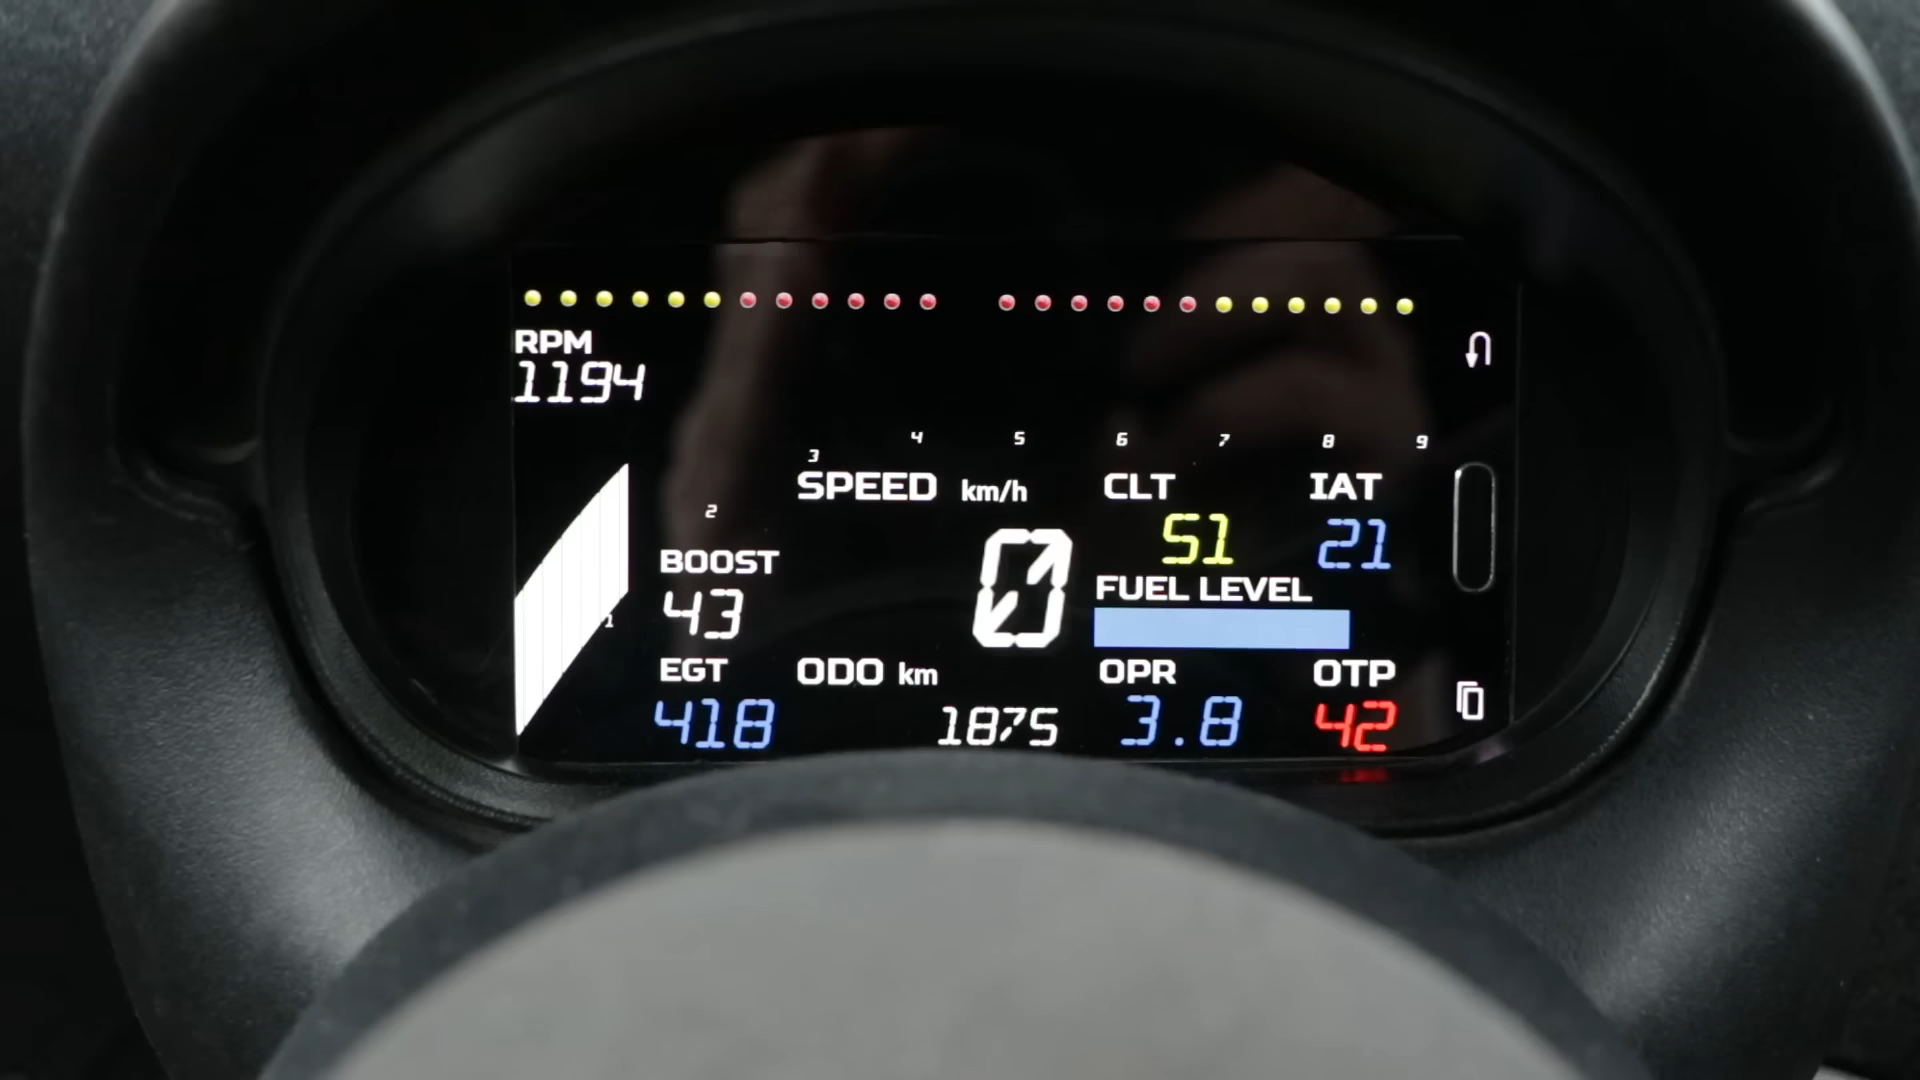 RPM
1194
1 2 3 4 5 6 7 8 9
SPEED km/h
0
CLT
51
IAT
21
BOOST
43
FUEL LEVEL
EGT
418
ODO km
1875
OPR
3.8
OTP
42